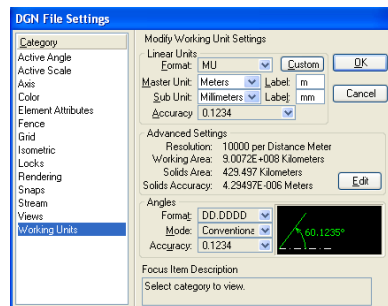 DGN File Settings
Category
Active Angle
Active Scale
Axis
Color
Element Attributes
Fence
Grid
Isometric
Locks
Rendering
Snaps
Stream
Views
Working Units
Modify Working Unit Settings
Linear Units
Format: MU Custom
Master Unit: Meters Label: m
Sub Unit: Millimeters Label: mm
Accuracy 0.1234
Advanced Settings
Resolution: 10000 per Distance Meter
Working Area: 9.0072E+008 Kilometers
Solids Area: 429.497 Kilometers
Solids Accuracy: 4.29497E-006 Meters
Edit
Angles
Format: DD.DDDD
Mode: Conventiona
Accuracy: 0.1234
60.1235°
Focus Item Description
Select category to view.
OK
Cancel